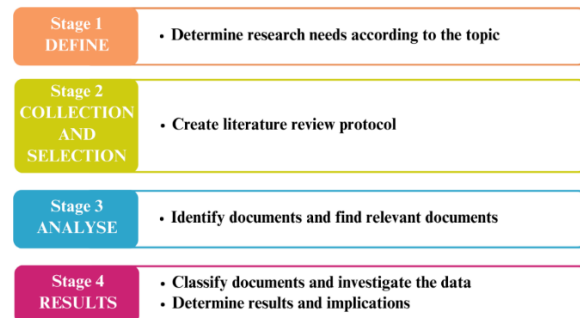 Stage 1
DEFINE
• Determine research needs according to the topic
Stage 2
COLLECTION
AND
SELECTION
• Create literature review protocol
Stage 3
ANALYSE
• Identify documents and find relevant documents
Stage 4
RESULTS
• Classify documents and investigate the data
• Determine results and implications